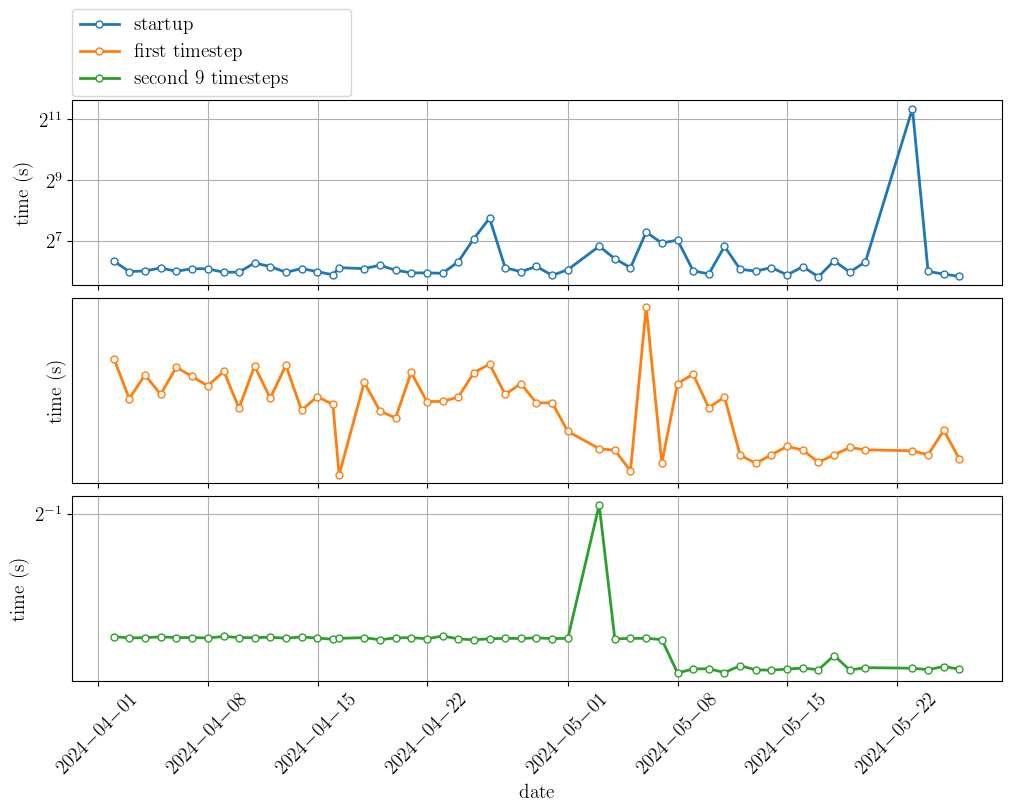 startup
first timestep
second 9 timesteps
2^11
2^9
2^7
time (s)
time (s)
2^−1
time (s)
2024−04−01
2024−04−08
2024−04−15
2024−04−22
2024−05−01
2024−05−08
2024−05−15
2024−05−22
date